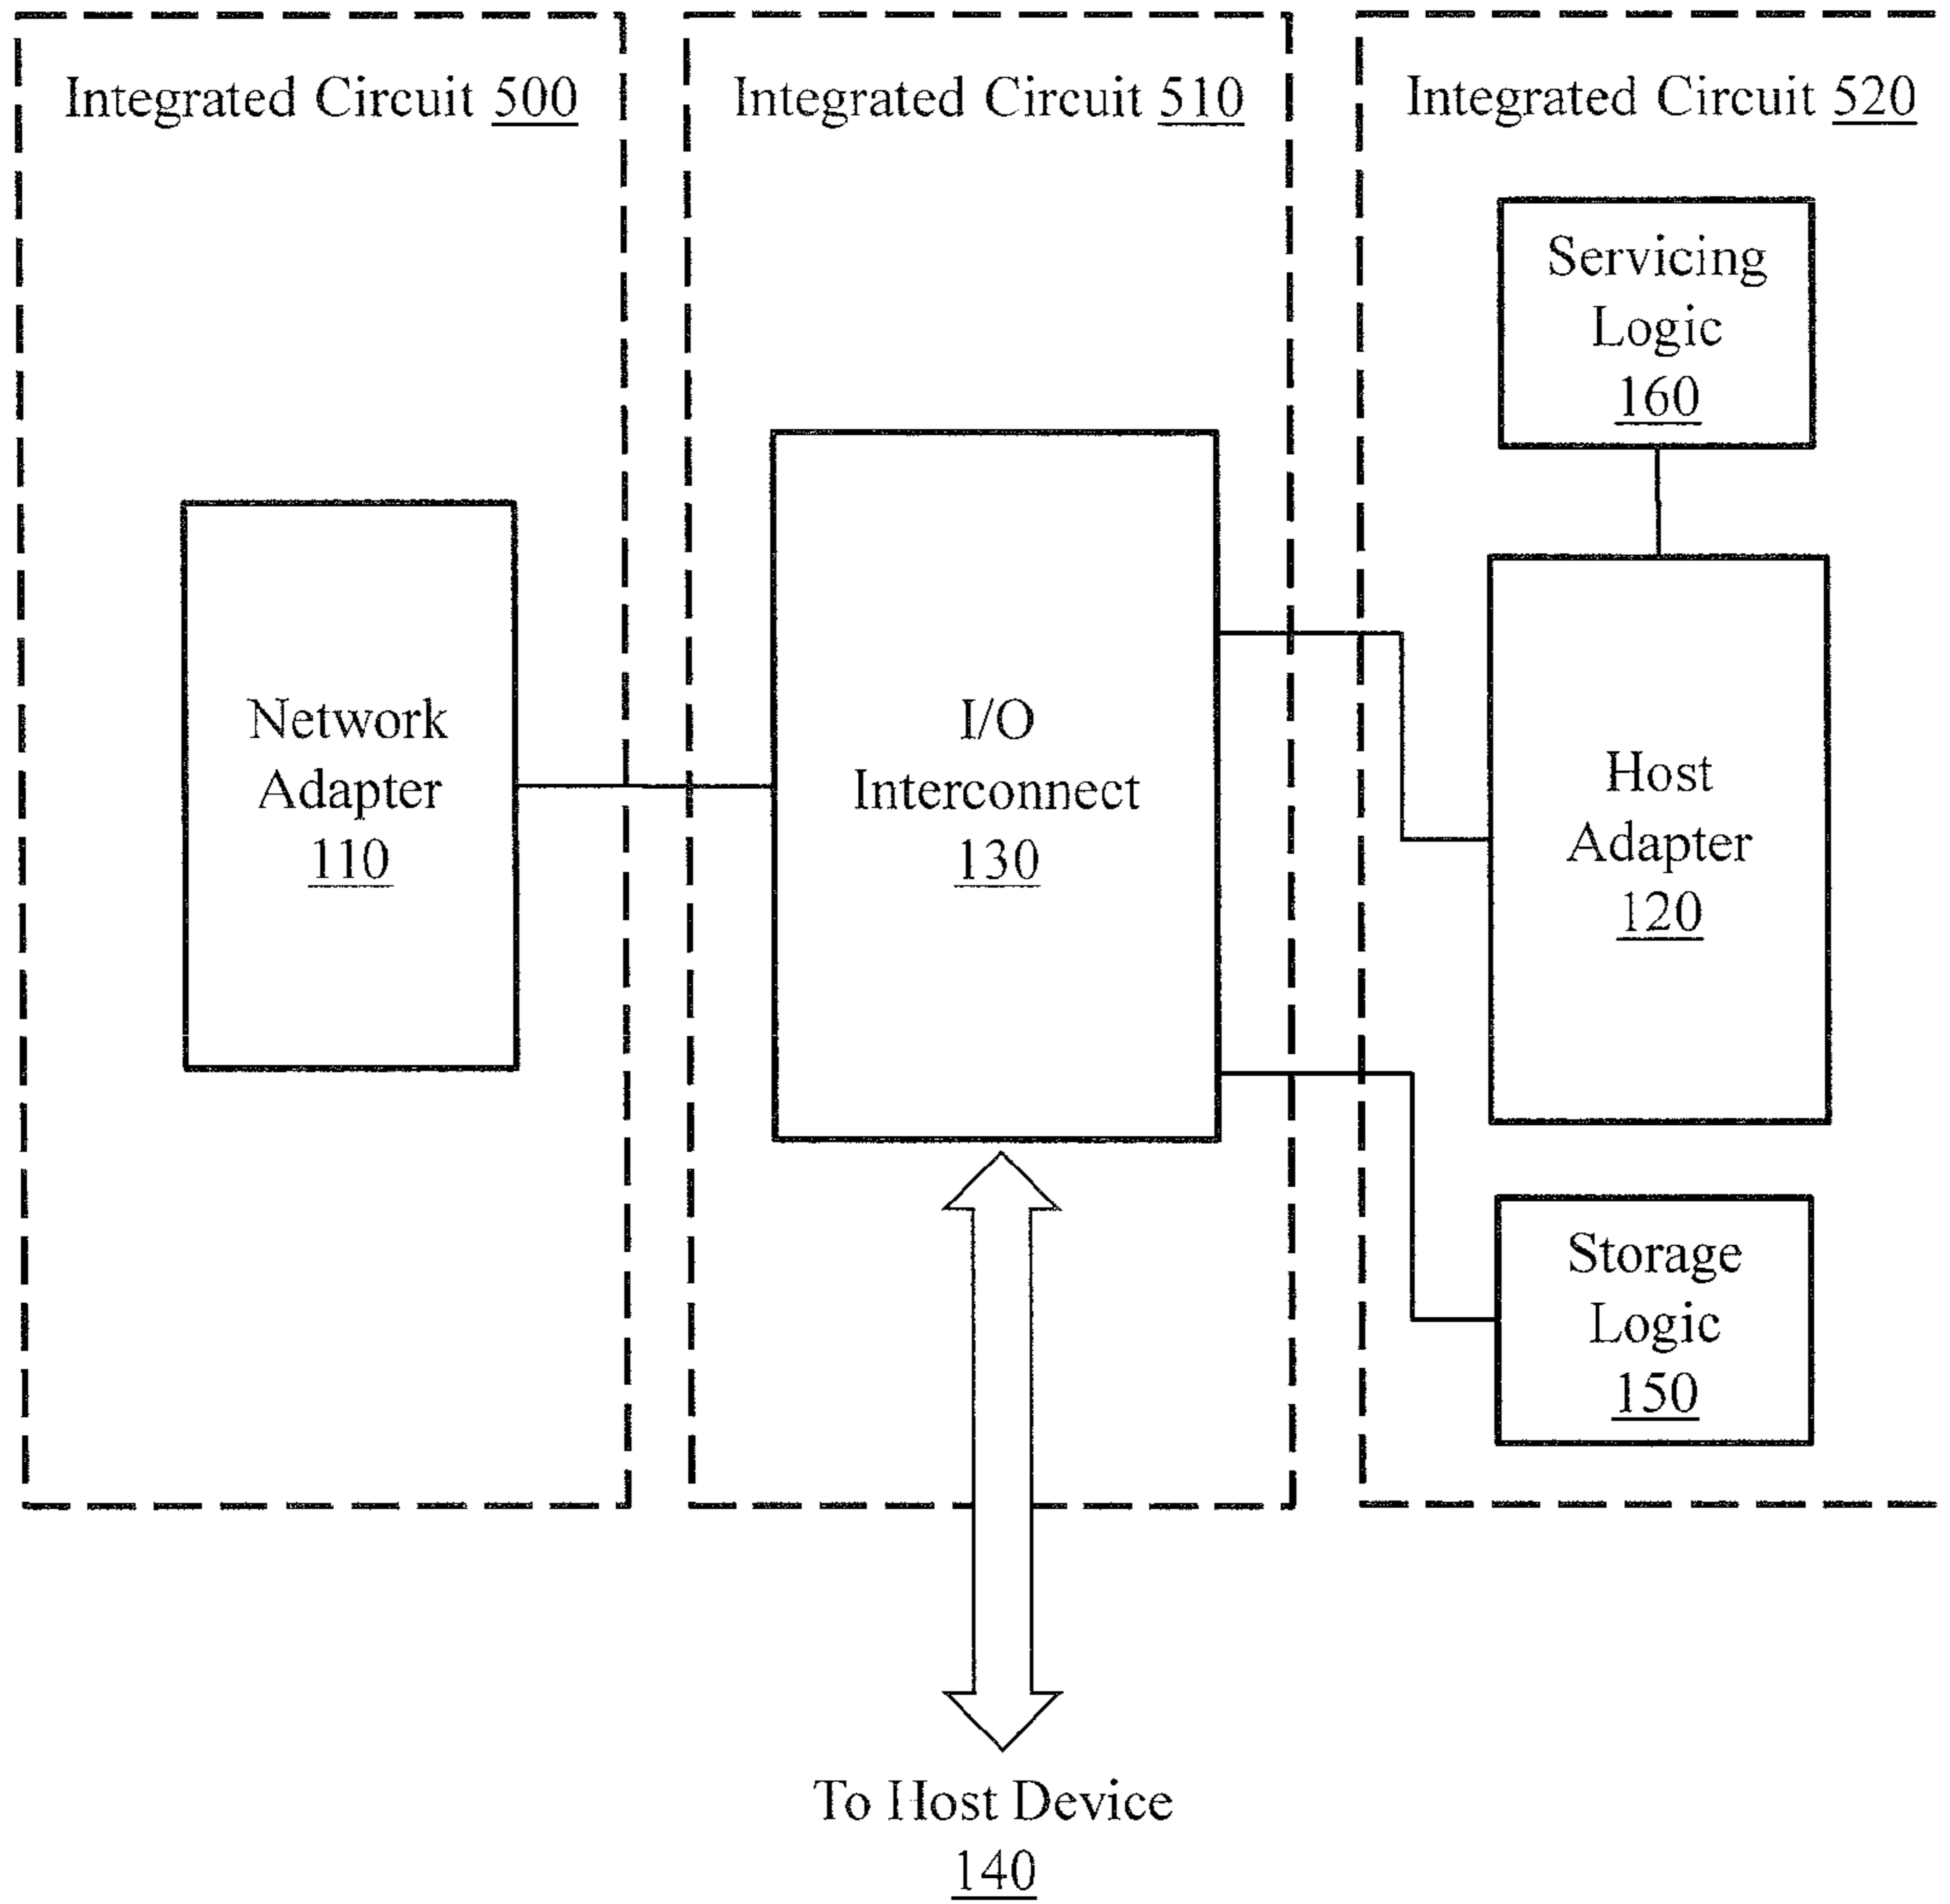 Integrated Circuit 500
Integrated Circuit 510
Integrated Circuit 520
Servicing
Logic
160
Network
Adapter
110
I/O
Interconnect
130
Host
Adapter
120
Storage
Logic
150
To Host Device
140